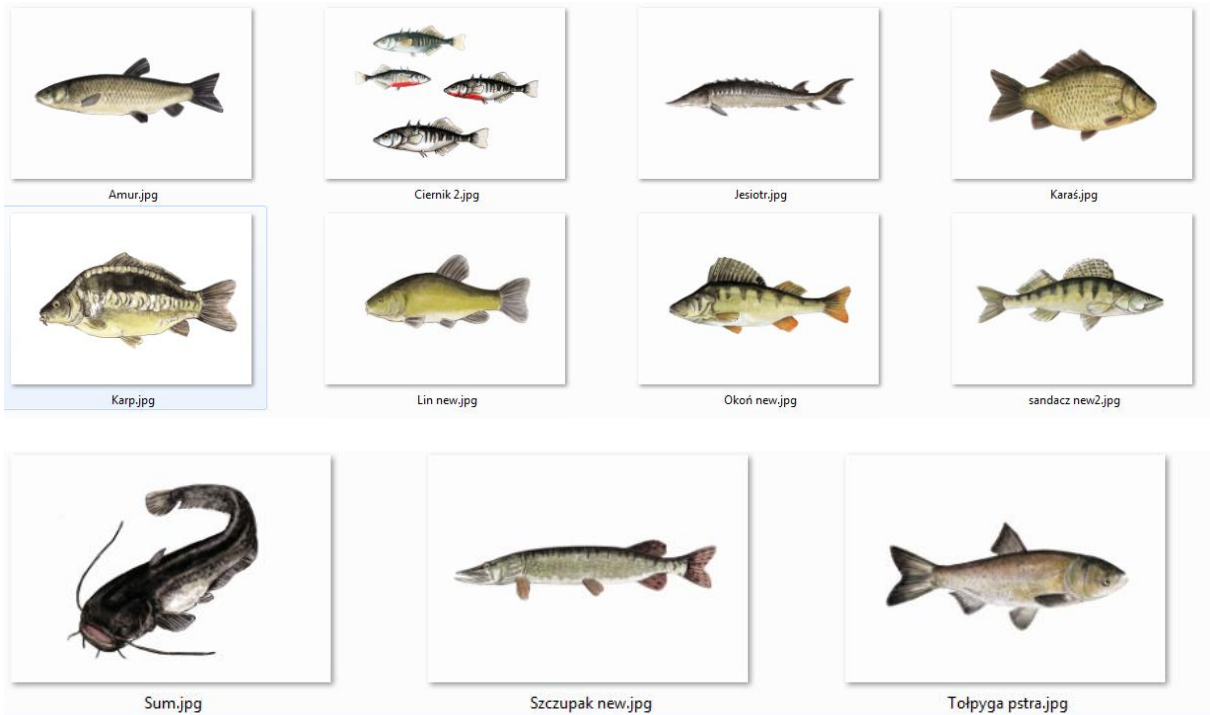 Amur.jpg
Ciernik 2.jpg
Jesiotr.jpg
Karaś.jpg
Karp.jpg
Lin new.jpg
Okoń new.jpg
sandacz new2.jpg
Sum.jpg
Szczupak new.jpg
Tołpyga pstra.jpg